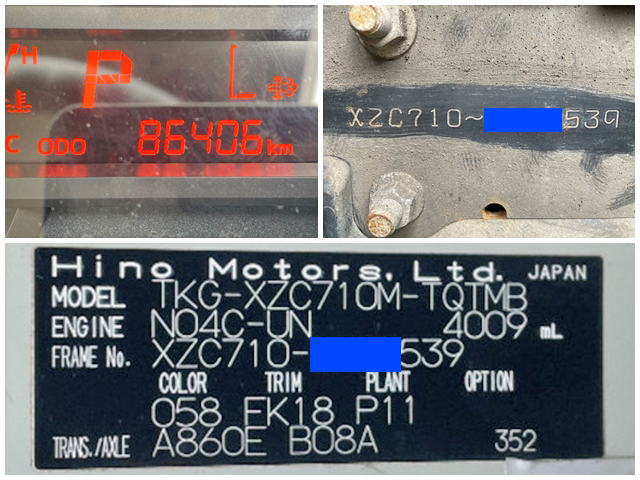 H
P
L
C ODO 86406 km
XZC710~ 539
Hino Motors, Ltd. JAPAN
MODEL TKG-XZC710M-TQTMB
ENGINE N04C-UN 4009 mL
FRAME No. XZC710- 539
COLOR TRIM PLANT OPTION
058 FK18 P11
TRANS./AXLE A860E B08A 352